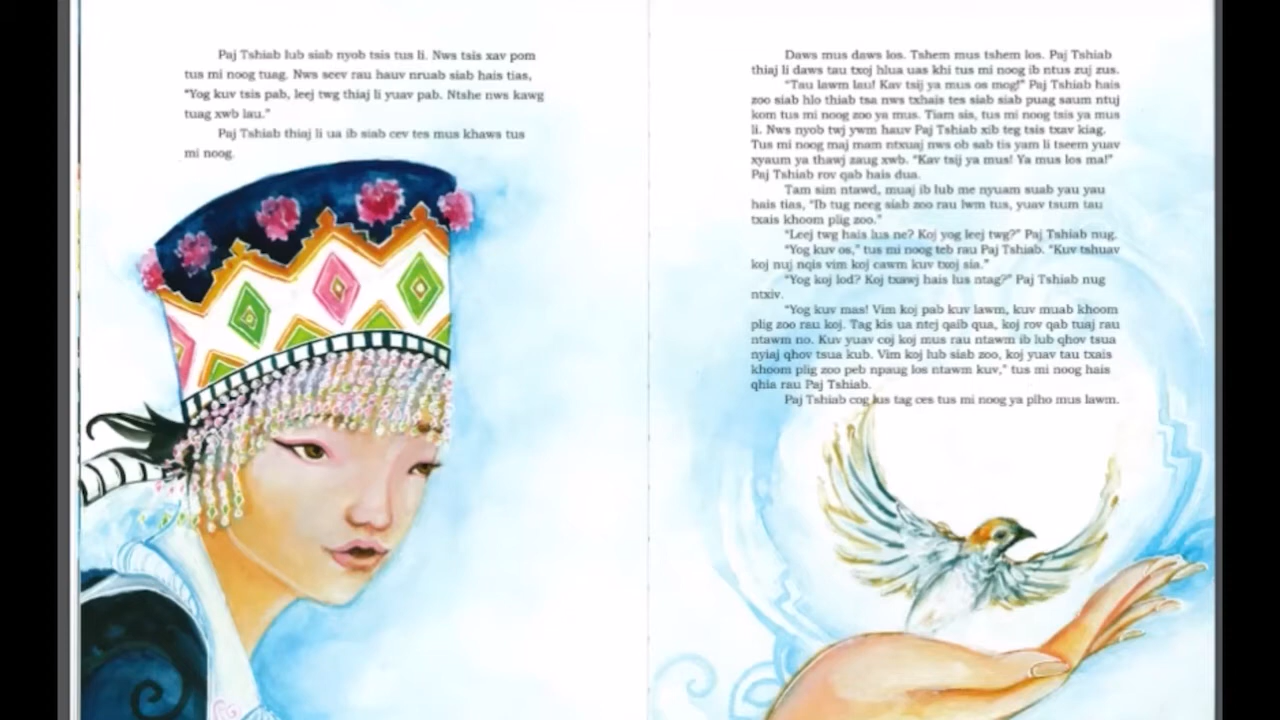 Paj Tshiab lub siab nyob tsis tus li. Nws tsis xav pom
tus mi noog tuag. Nws seev rau hauv nruab siab hais tias,
“Yog kuv tsis pab, leej twg thiaj li yuav pab. Ntshe nws kawg
tuag xwb lau.”
Paj Tshiab thiaj li ua ib siab cev tes mus khaws tus
mi noog.
Daws mus daws los. Tshem mus tshem los. Paj Tshiab
thiaj li daws tau txoj hlua uas khi tus mi noog ib ntus zuj zus.
“Tau lawm lau! Kav tsij ya mus os mog!” Paj Tshiab hais
zoo siab hlo thiab tsa nws txhais tes siab siab puag saum ntuj
kom tus mi noog zoo ya mus. Tiam sis, tus mi noog tsis ya mus
li. Nws nyob twj ywm hauv Paj Tshiab xib teg tsis txav kiag.
Tus mi noog maj mam ntxuaj nws ob sab tis yam li tseem yuav
xyaum ya thawj zaug xwb. “Kav tsij ya mus! Ya mus los ma!”
Paj Tshiab rov qab hais dua.
Tam sim ntawd, muaj ib lub me nyuam suab yau yau
hais tias, “Ib tug neeg siab zoo rau lwm tus, yuav tsum tau
txais khoom plig zoo.”
“Leej twg hais lus ne? Koj yog leej twg?” Paj Tshiab nug.
“Yog kuv os,” tus mi noog teb rau Paj Tshiab. “Kuv tshuav
koj nuj nqis vim koj cawm kuv txoj sia.”
“Yog koj lod? Koj txawj hais lus ntag?” Paj Tshiab nug
ntxiv.
“Yog kuv mas! Vim koj pab kuv lawm, kuv muab khoom
plig zoo rau koj. Tag kis ua ntej qaib qua, koj rov qab tuaj rau
ntawm no. Kuv yuav coj koj mus rau ntawm ib lub qhov tsua
nyiaj qhov tsua kub. Vim koj lub siab zoo, koj yuav tau txais
khoom plig zoo peb npaug los ntawm kuv,” tus mi noog hais
qhia rau Paj Tshiab.
Paj Tshiab cog lus tag ces tus mi noog ya plho mus lawm.